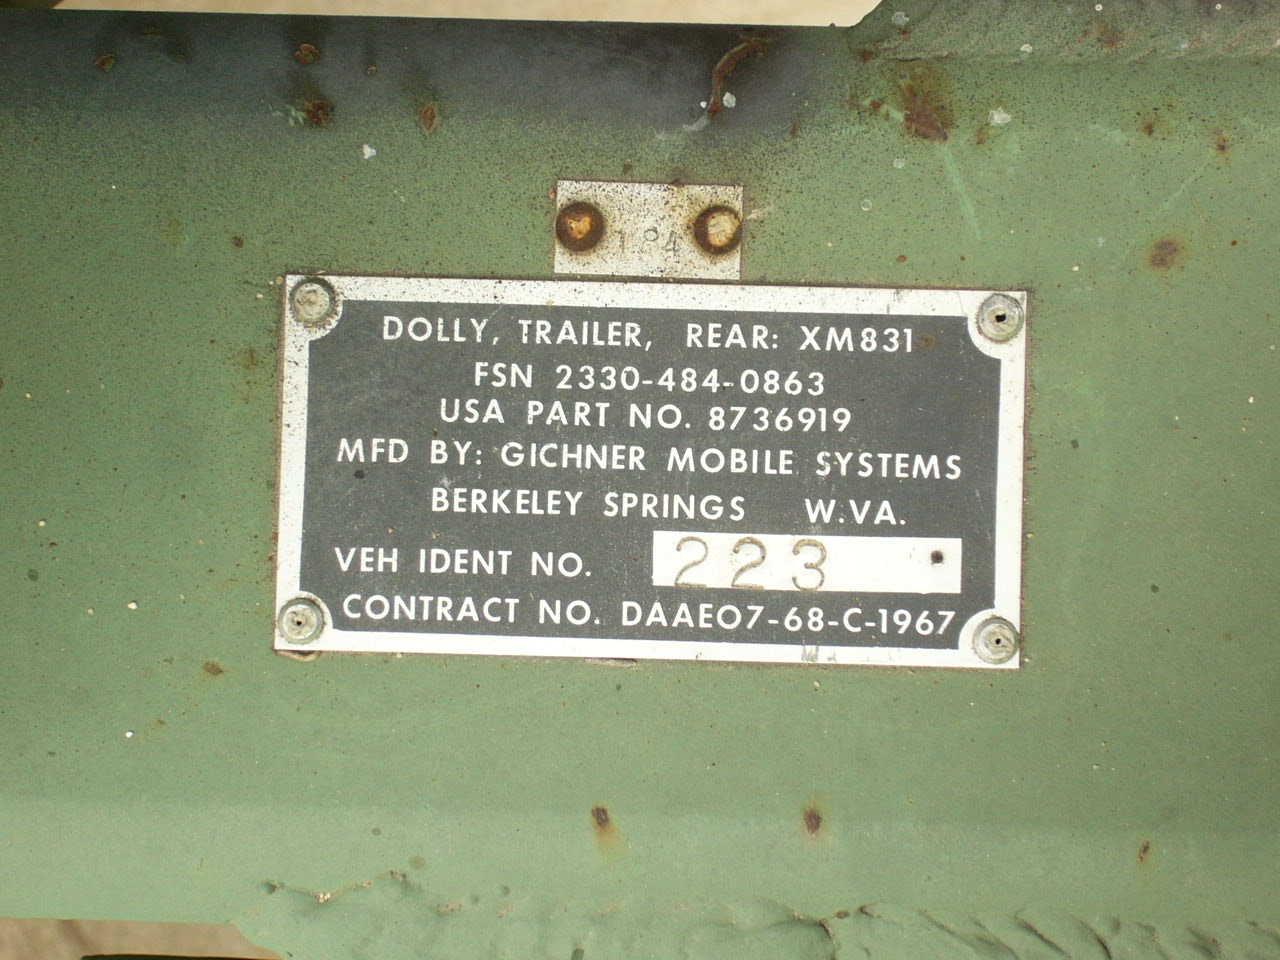 184
DOLLY, TRAILER, REAR: XM831
FSN 2330-484-0863
USA PART NO. 8736919
MFD BY: GICHNER MOBILE SYSTEMS
BERKELEY SPRINGS W.VA.
VEH IDENT NO. 223
CONTRACT NO. DAAE07-68-C-1967